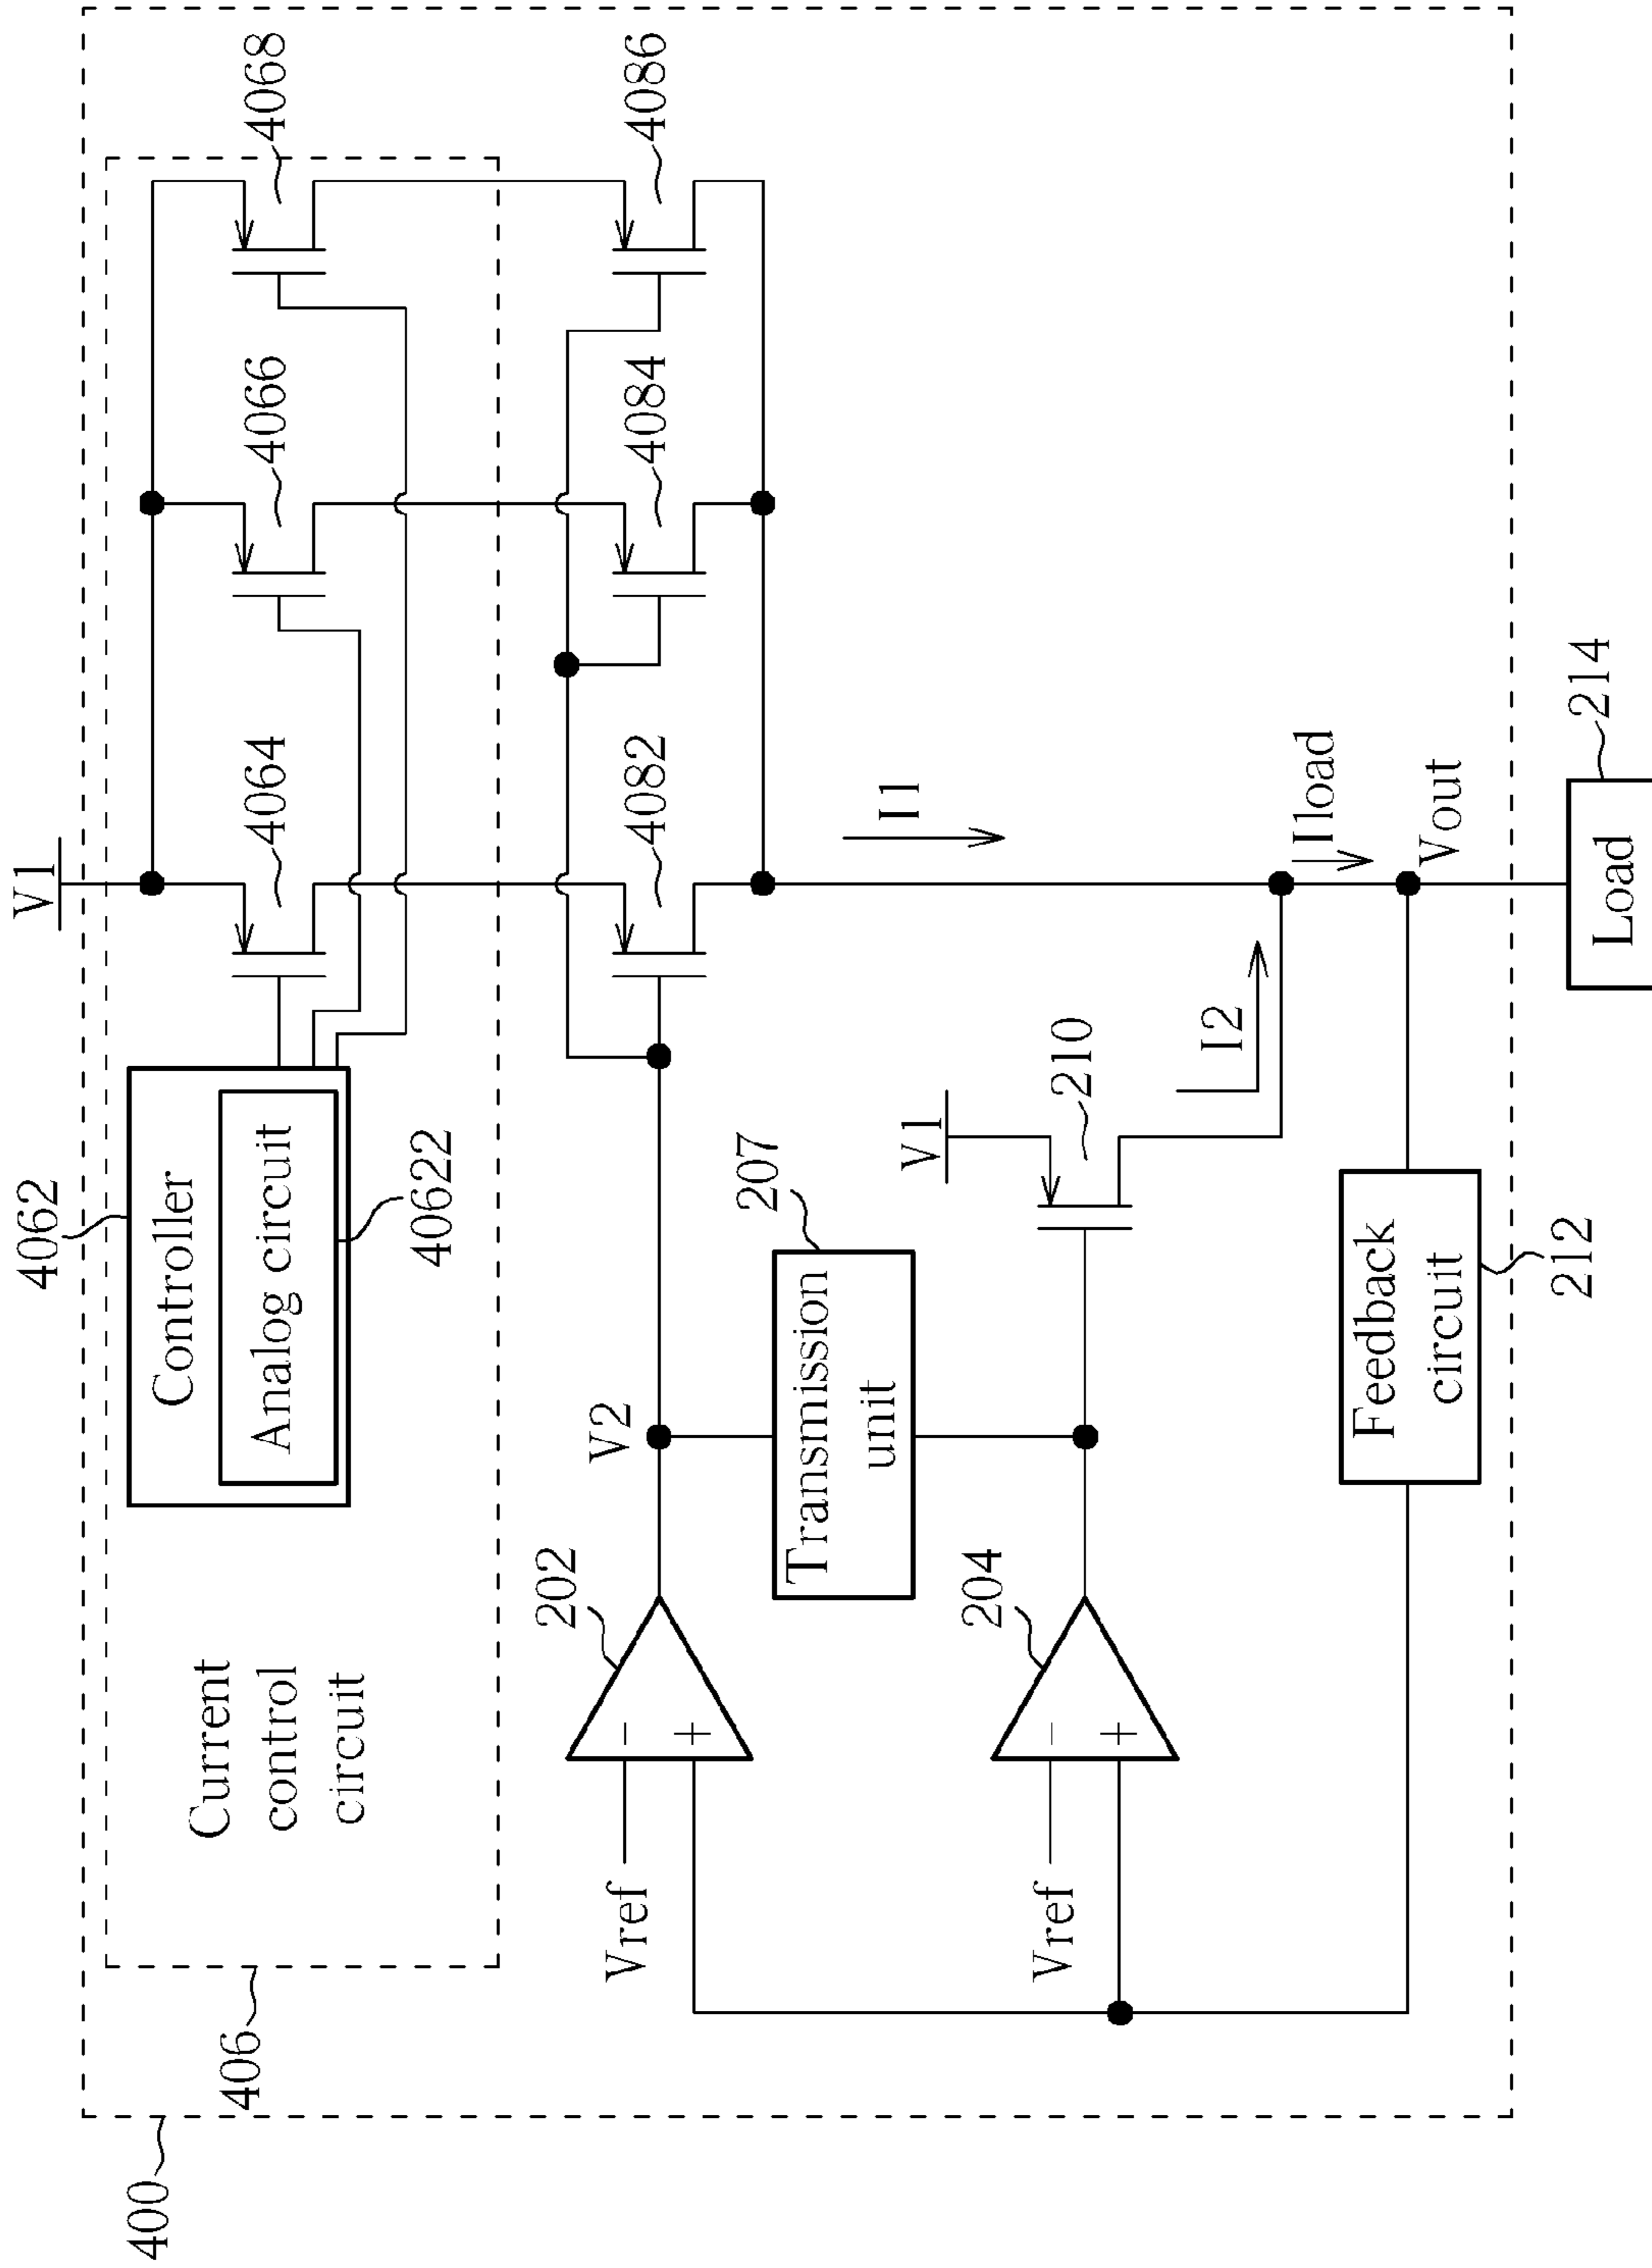 400
406
Current
control
circuit
4062
Controller
Analog circuit
40622
V1
4064
4066
4068
202
Vref
−
+
V2
4082
4084
4086
207
Transmission
unit
I1
204
Vref
−
+
V1
210
I2
Iload
Vout
Feedback
circuit
212
Load
214